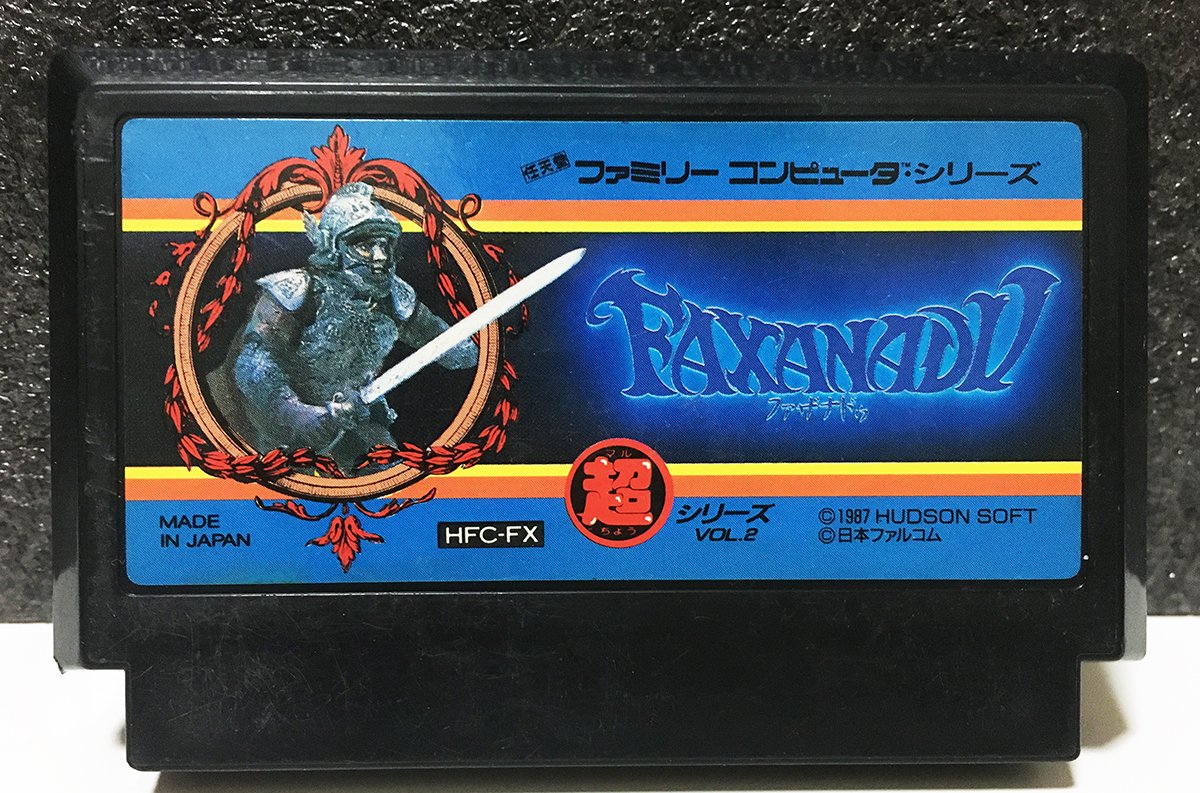 任天堂 ファミリー コンピュータ™・シリーズ
FAXANADU
ファザナドゥ
マル
超
ちょう
シリーズ
VOL.2
MADE
IN JAPAN
HFC-FX
©1987 HUDSON SOFT
©日本ファルコム